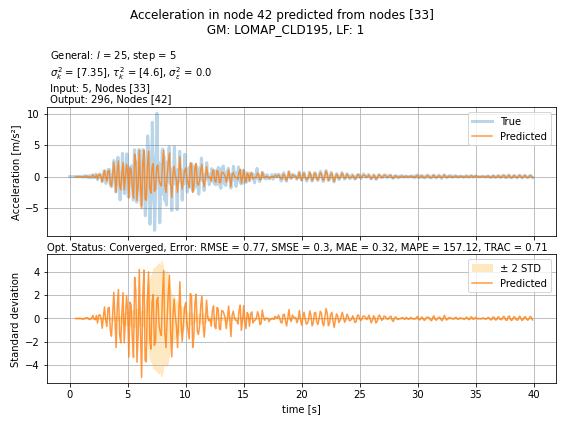 Acceleration in node 42 predicted from nodes [33]
GM: LOMAP_CLD195, LF: 1
General: l = 25, step = 5
σ²ₖ = [7.35], τ²ₖ = [4.6], σ²ε = 0.0
Input: 5, Nodes [33]
Output: 296, Nodes [42]
Acceleration [m/s²]
10
5
0
−5
True
Predicted
Opt. Status: Converged, Error: RMSE = 0.77, SMSE = 0.3, MAE = 0.32, MAPE = 157.12, TRAC = 0.71
Standard deviation
4
2
0
−2
−4
± 2 STD
Predicted
0 5 10 15 20 25 30 35 40
time [s]